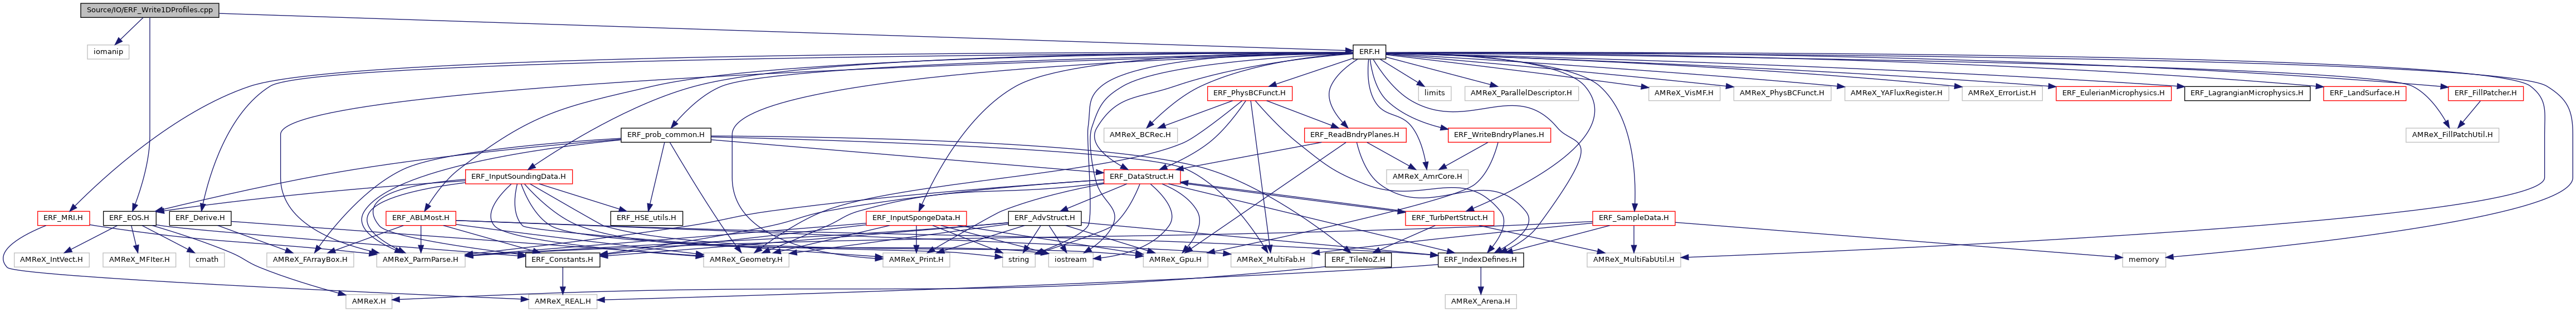 Source/IO/ERF_Write1DProfiles.cpp
iomanip
ERF.H
ERF_PhysBCFunct.H
limits
AMReX_ParallelDescriptor.H
AMReX_VisMF.H
AMReX_PhysBCFunct.H
AMReX_YAFluxRegister.H
AMReX_ErrorList.H
ERF_EulerianMicrophysics.H
ERF_LagrangianMicrophysics.H
ERF_LandSurface.H
ERF_FillPatcher.H
ERF_prob_common.H
AMReX_BCRec.H
ERF_ReadBndryPlanes.H
ERF_WriteBndryPlanes.H
AMReX_FillPatchUtil.H
ERF_InputSoundingData.H
ERF_DataStruct.H
AMReX_AmrCore.H
ERF_MRI.H
ERF_EOS.H
ERF_Derive.H
ERF_ABLMost.H
ERF_HSE_utils.H
ERF_InputSpongeData.H
ERF_AdvStruct.H
ERF_TurbPertStruct.H
ERF_SampleData.H
AMReX_IntVect.H
AMReX_MFIter.H
cmath
AMReX_FArrayBox.H
AMReX_ParmParse.H
ERF_Constants.H
AMReX_Geometry.H
AMReX_Print.H
string
iostream
AMReX_Gpu.H
AMReX_MultiFab.H
ERF_TileNoZ.H
ERF_IndexDefines.H
AMReX_MultiFabUtil.H
memory
AMReX.H
AMReX_REAL.H
AMReX_Arena.H